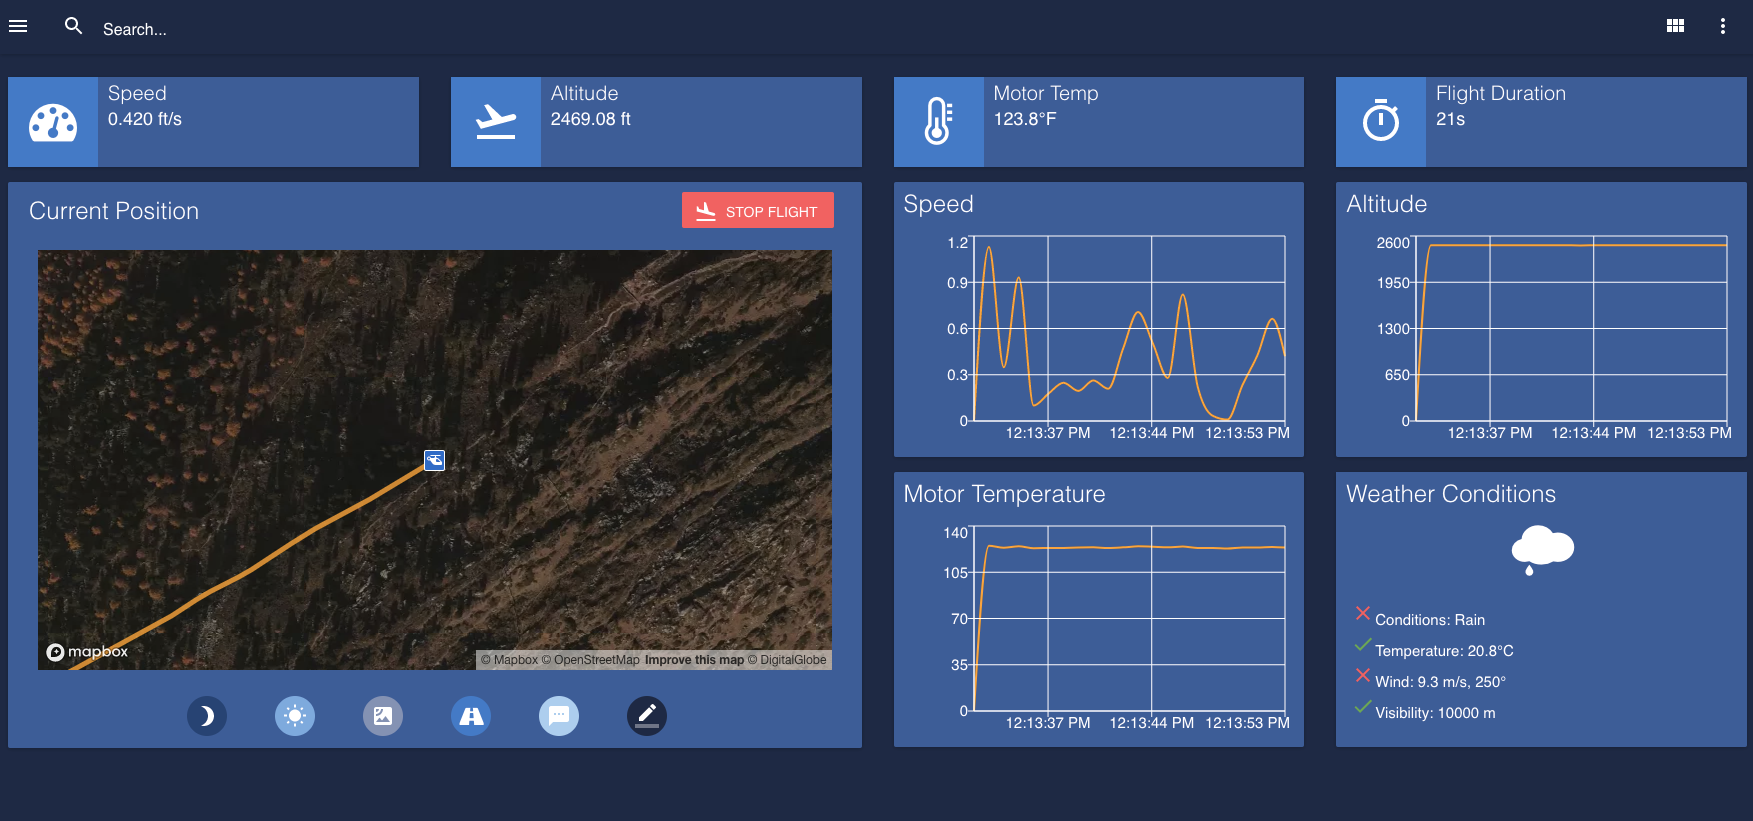 Search...
Speed
0.420 ft/s
Altitude
2469.08 ft
Motor Temp
123.8°F
Flight Duration
21s
Current Position
STOP FLIGHT
mapbox
© Mapbox © OpenStreetMap Improve this map © DigitalGlobe
Speed
1.2
0.9
0.6
0.3
0
12:13:37 PM 12:13:44 PM 12:13:53 PM
Altitude
2600
1950
1300
650
0
12:13:37 PM 12:13:44 PM 12:13:53 PM
Motor Temperature
140
105
70
35
0
12:13:37 PM 12:13:44 PM 12:13:53 PM
Weather Conditions
Conditions: Rain
Temperature: 20.8°C
Wind: 9.3 m/s, 250°
Visibility: 10000 m